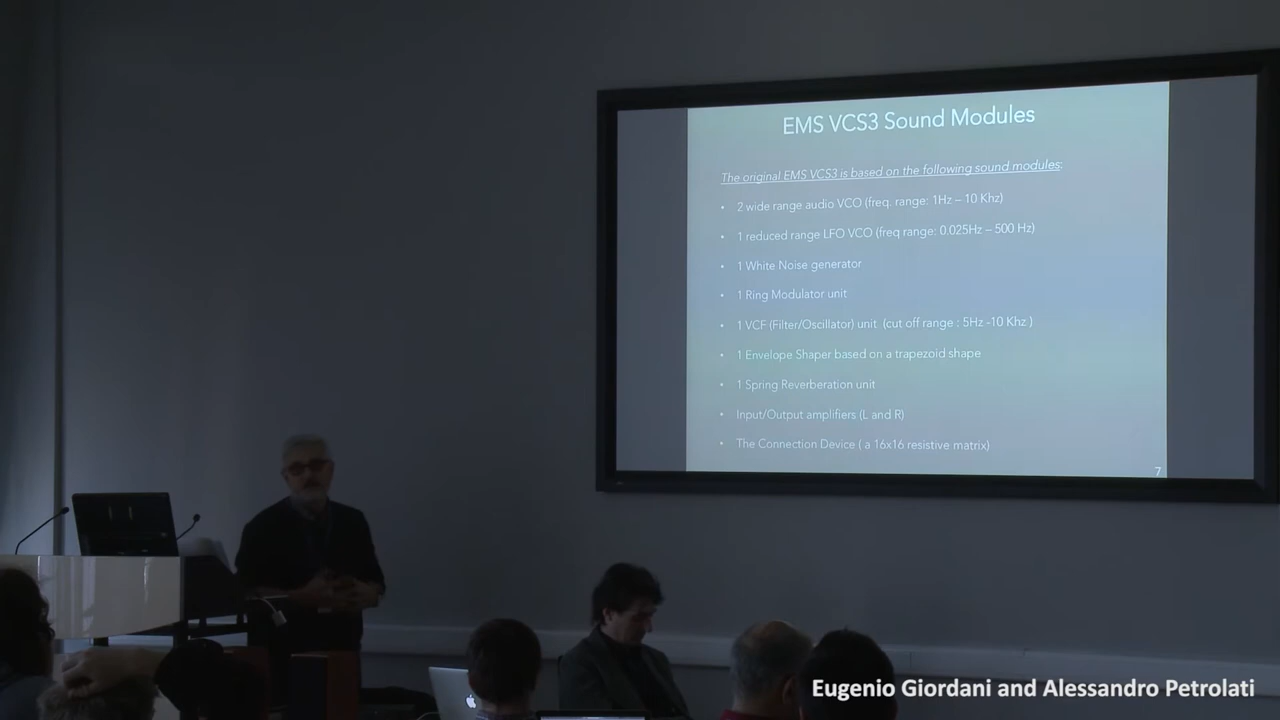 EMS VCS3 Sound Modules
The original EMS VCS3 is based on the following sound modules:
• 2 wide range audio VCO (freq. range: 1Hz – 10 Khz)
• 1 reduced range LFO VCO (freq range: 0.025Hz – 500 Hz)
• 1 White Noise generator
• 1 Ring Modulator unit
• 1 VCF (Filter/Oscillator) unit (cut off range : 5Hz -10 Khz )
• 1 Envelope Shaper based on a trapezoid shape
• 1 Spring Reverberation unit
• Input/Output amplifiers (L and R)
• The Connection Device ( a 16x16 resistive matrix)
7
Eugenio Giordani and Alessandro Petrolati